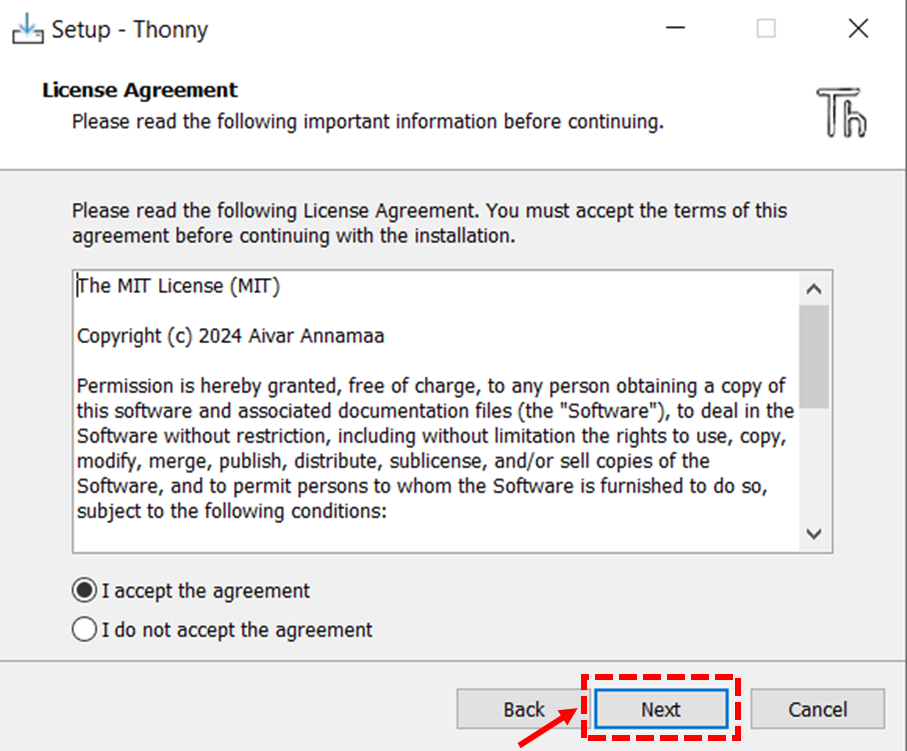 Setup - Thonny
License Agreement
Please read the following important information before continuing.
Th
Please read the following License Agreement. You must accept the terms of this
agreement before continuing with the installation.
The MIT License (MIT)
Copyright (c) 2024 Aivar Annamaa
Permission is hereby granted, free of charge, to any person obtaining a copy of
this software and associated documentation files (the "Software"), to deal in the
Software without restriction, including without limitation the rights to use, copy,
modify, merge, publish, distribute, sublicense, and/or sell copies of the
Software, and to permit persons to whom the Software is furnished to do so,
subject to the following conditions:
I accept the agreement
I do not accept the agreement
Back
Next
Cancel